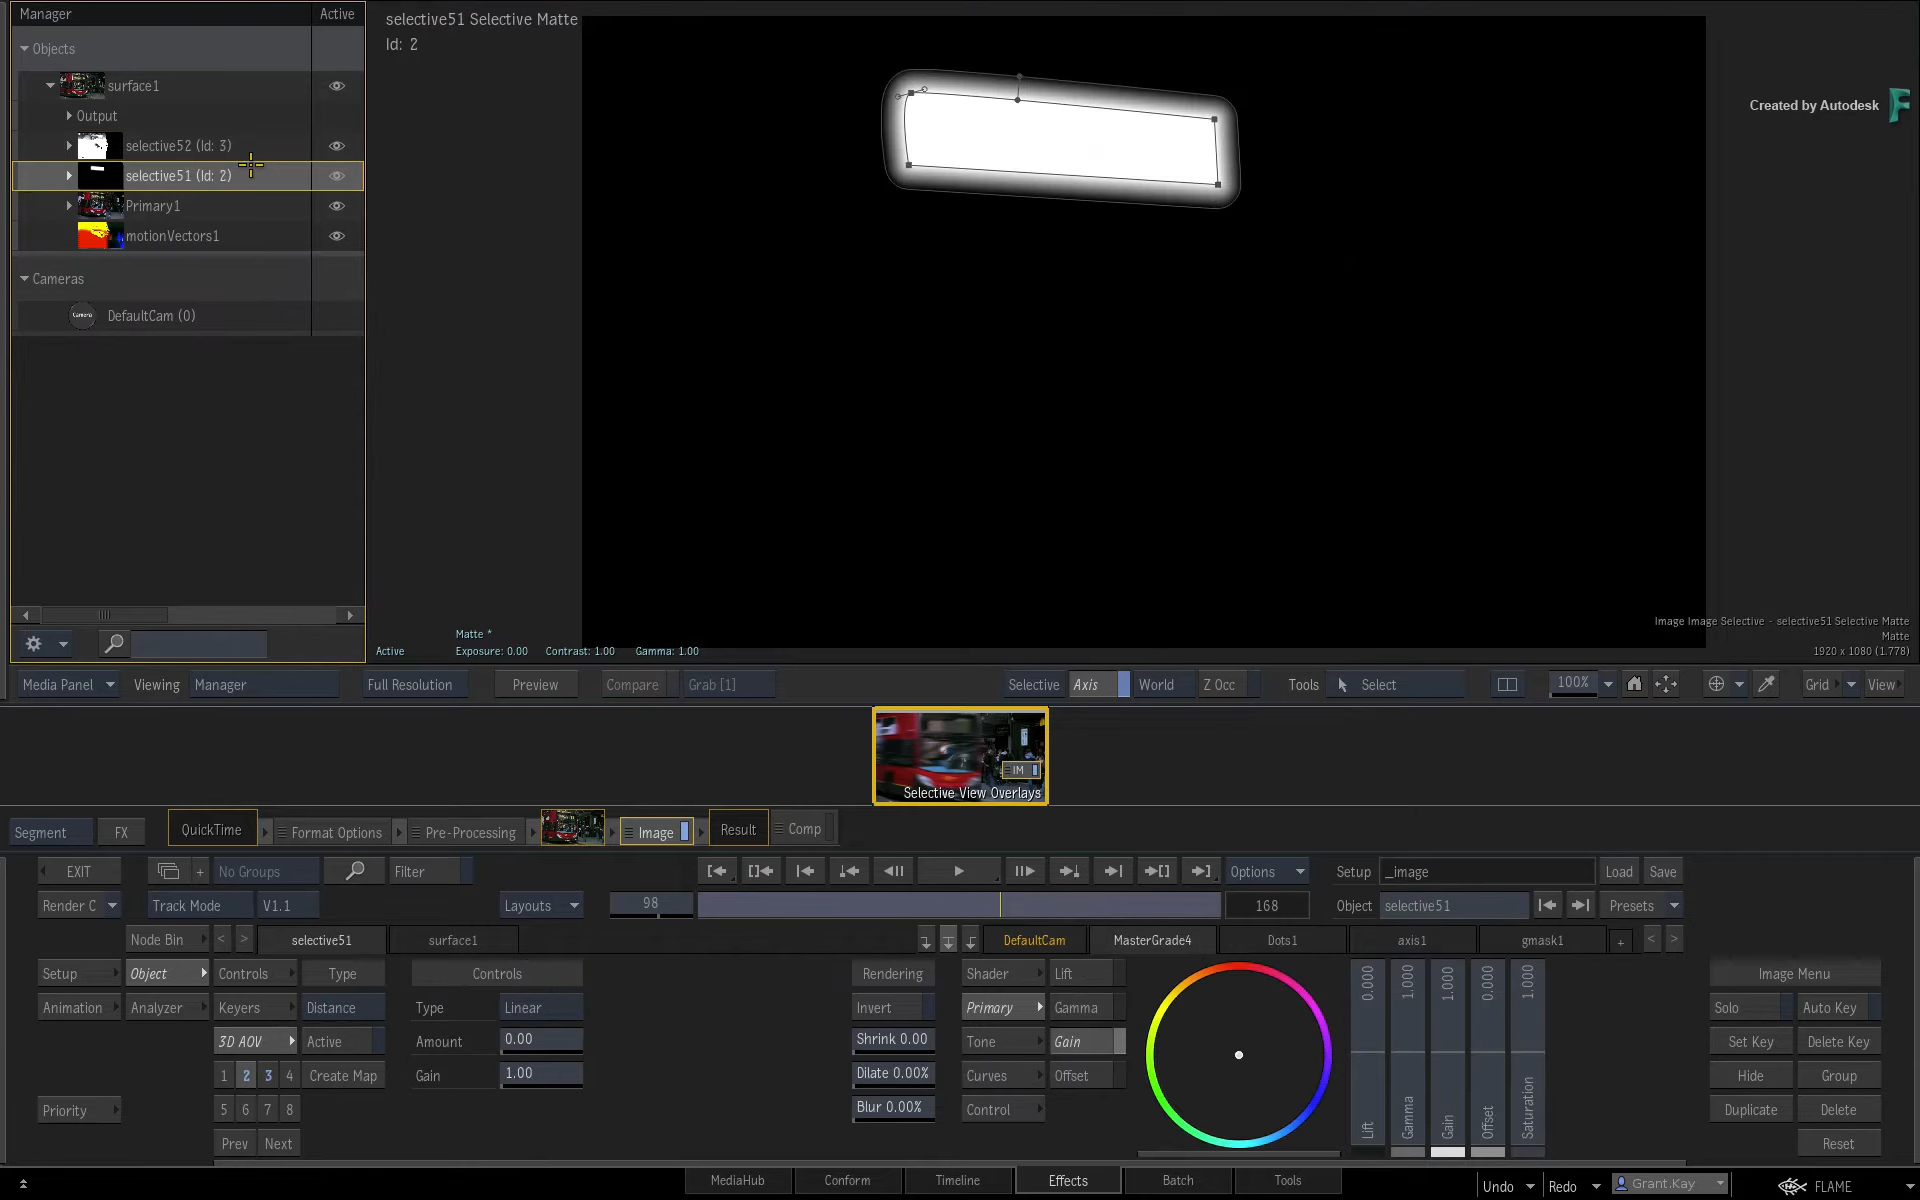 Manager Active
Objects
surface1
Output
selective52 (Id: 3)
selective51 (Id: 2)
Primary1
motionVectors1
Cameras
Camera DefaultCam (0)
selective51 Selective Matte
Id: 2
Created by Autodesk
Matte *
Active Exposure: 0.00 Contrast: 1.00 Gamma: 1.00
Image Image Selective - selective51 Selective Matte
Matte
1920 x 1080 (1.778)
Media Panel Viewing Manager Full Resolution Preview Compare Grab [1] Selective Axis World Z Occ Tools Select 100% Grid View
IM
Selective View Overlays
Segment FX QuickTime Format Options Pre-Processing Image Result Comp
EXIT + No Groups Filter Options Setup _image Load Save
Render C Track Mode V1.1 Layouts 98 168 Object selective51 Presets
Node Bin < > selective51 surface1 DefaultCam MasterGrade4 Dots1 axis1 gmask1 + < >
Setup Object Controls Type Controls Rendering Shader Lift 0.000 1.000 1.000 0.000 1.000 Image Menu
Animation Analyzer Keyers Distance Type Linear Invert Primary Gamma Solo Auto Key
3D AOV Active Amount 0.00 Shrink 0.00 Tone Gain Set Key Delete Key
1 2 3 4 Create Map Gain 1.00 Dilate 0.00% Curves Offset Hide Group
Priority 5 6 7 8 Blur 0.00% Control Lift Gamma Gain Offset Saturation Duplicate Delete
Prev Next Reset
MediaHub Conform Timeline Effects Batch Tools Undo Redo Grant.Kay FLAME